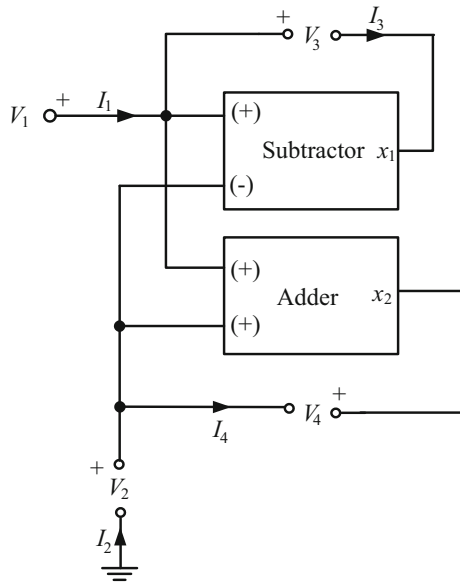 + V₃ I₃
V₁ + I₁
(+)
Subtractor x₁
(-)
(+)
Adder x₂
(+)
I₄ V₄ +
+
V₂
I₂